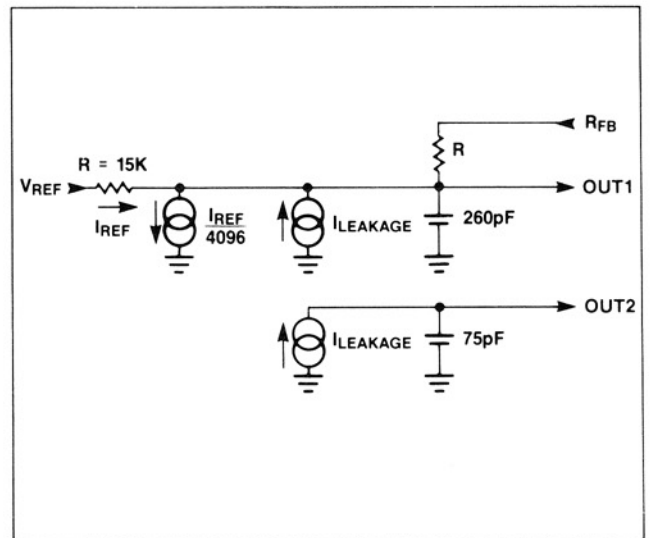 RFB
R
R = 15K
VREF
OUT1
IREF
IREF
4096
ILEAKAGE
260pF
OUT2
ILEAKAGE
75pF